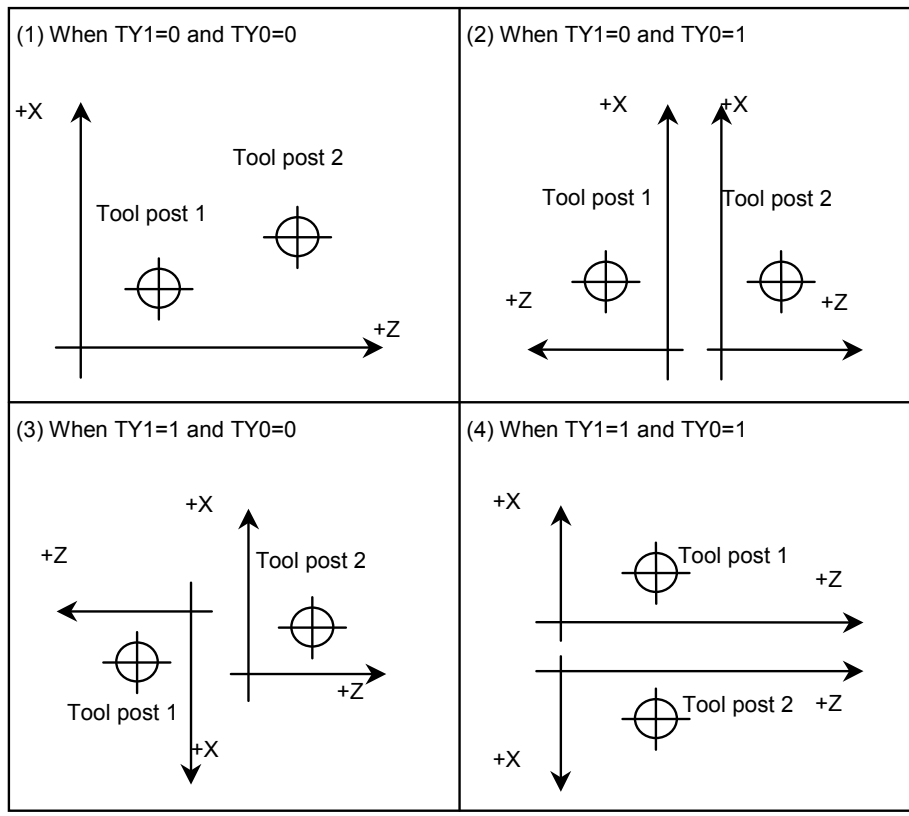 (1) When TY1=0 and TY0=0
+X
Tool post 2
Tool post 1
+Z
(2) When TY1=0 and TY0=1
+X
+X
Tool post 1
Tool post 2
+Z
+Z
(3) When TY1=1 and TY0=0
+X
+Z
Tool post 2
+Z
Tool post 1
+X
(4) When TY1=1 and TY0=1
+X
Tool post 1
+Z
Tool post 2
+Z
+X